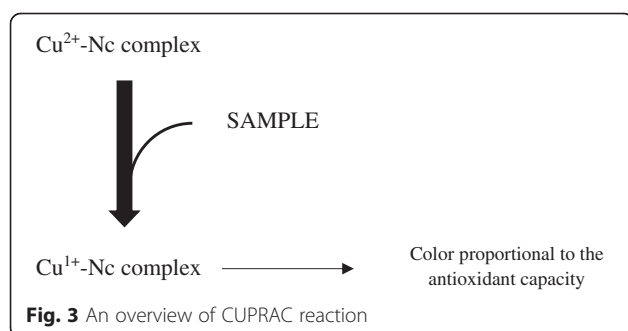 Cu²⁺-Nc complex
SAMPLE
Cu¹⁺-Nc complex
Color proportional to the
antioxidant capacity
Fig. 3 An overview of CUPRAC reaction